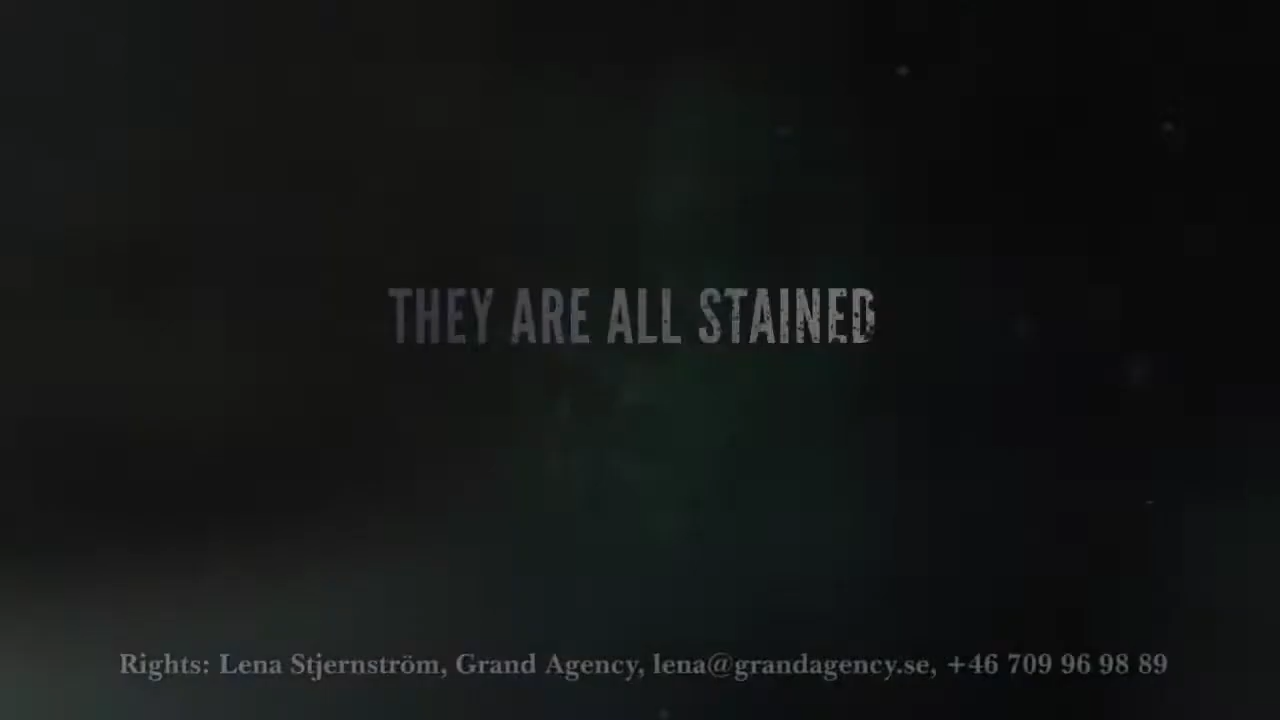 THEY ARE ALL STAINED
Rights: Lena Stjernström, Grand Agency, lena@grandagency.se, +46 709 96 98 89